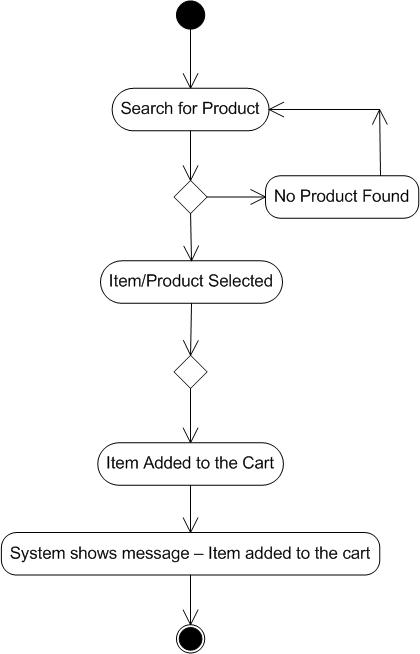 Search for Product
No Product Found
Item/Product Selected
Item Added to the Cart
System shows message – Item added to the cart